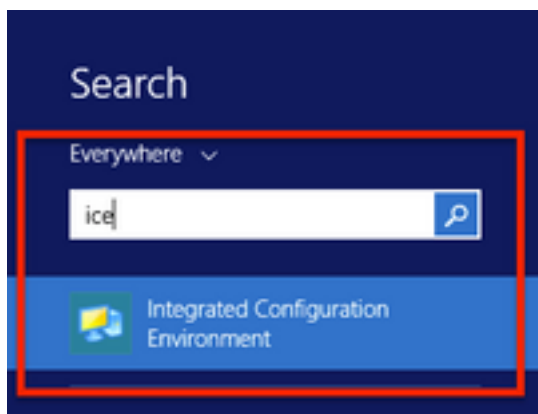 Search
Everywhere
ice
Integrated Configuration
Environment